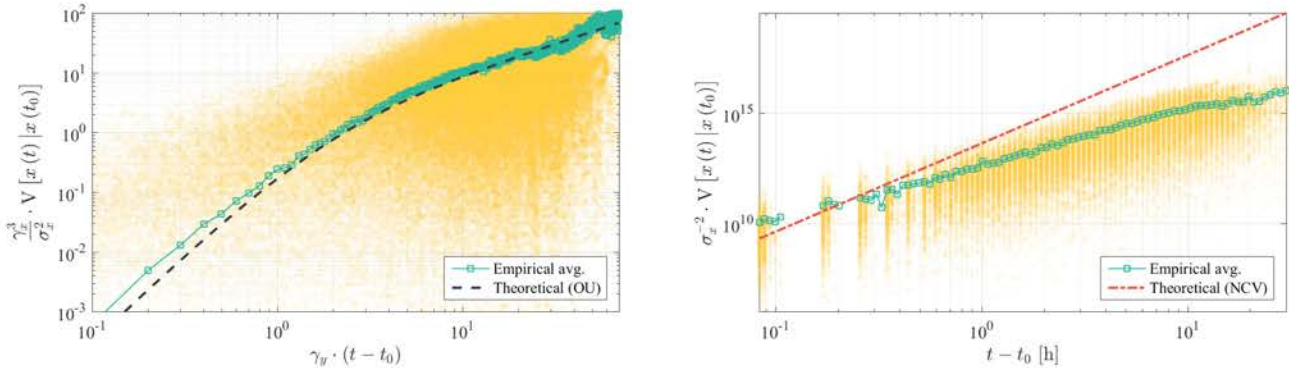 10^2
10^1
10^0
10^-1
10^-2
10^-3
γ_x^3/σ_x^2 · V [x (t) | x (t_0)]
Empirical avg.
Theoretical (OU)
10^-1
10^0
10^1
γ_y · (t − t_0)
10^15
10^10
σ_x^-2 · V [x (t) | x (t_0)]
Empirical avg.
Theoretical (NCV)
10^-1
10^0
10^1
t − t_0 [h]